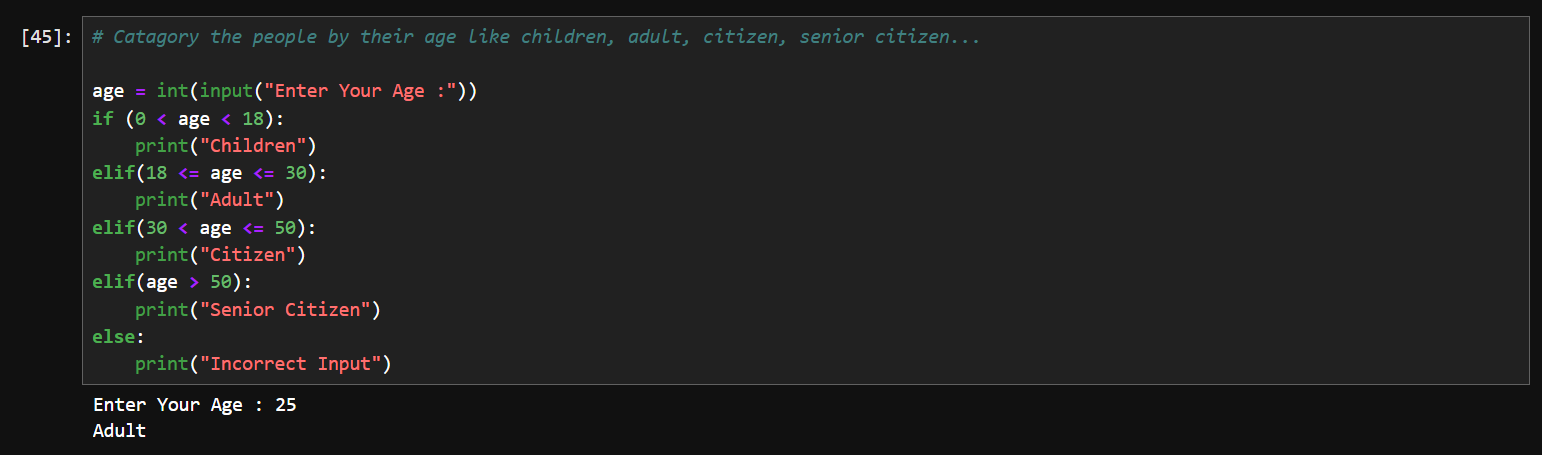 [45]: # Catagory the people by their age like children, adult, citizen, senior citizen...
age = int(input("Enter Your Age :"))
if (0 < age < 18):
    print("Children")
elif(18 <= age <= 30):
    print("Adult")
elif(30 < age <= 50):
    print("Citizen")
elif(age > 50):
    print("Senior Citizen")
else:
    print("Incorrect Input")
Enter Your Age : 25
Adult